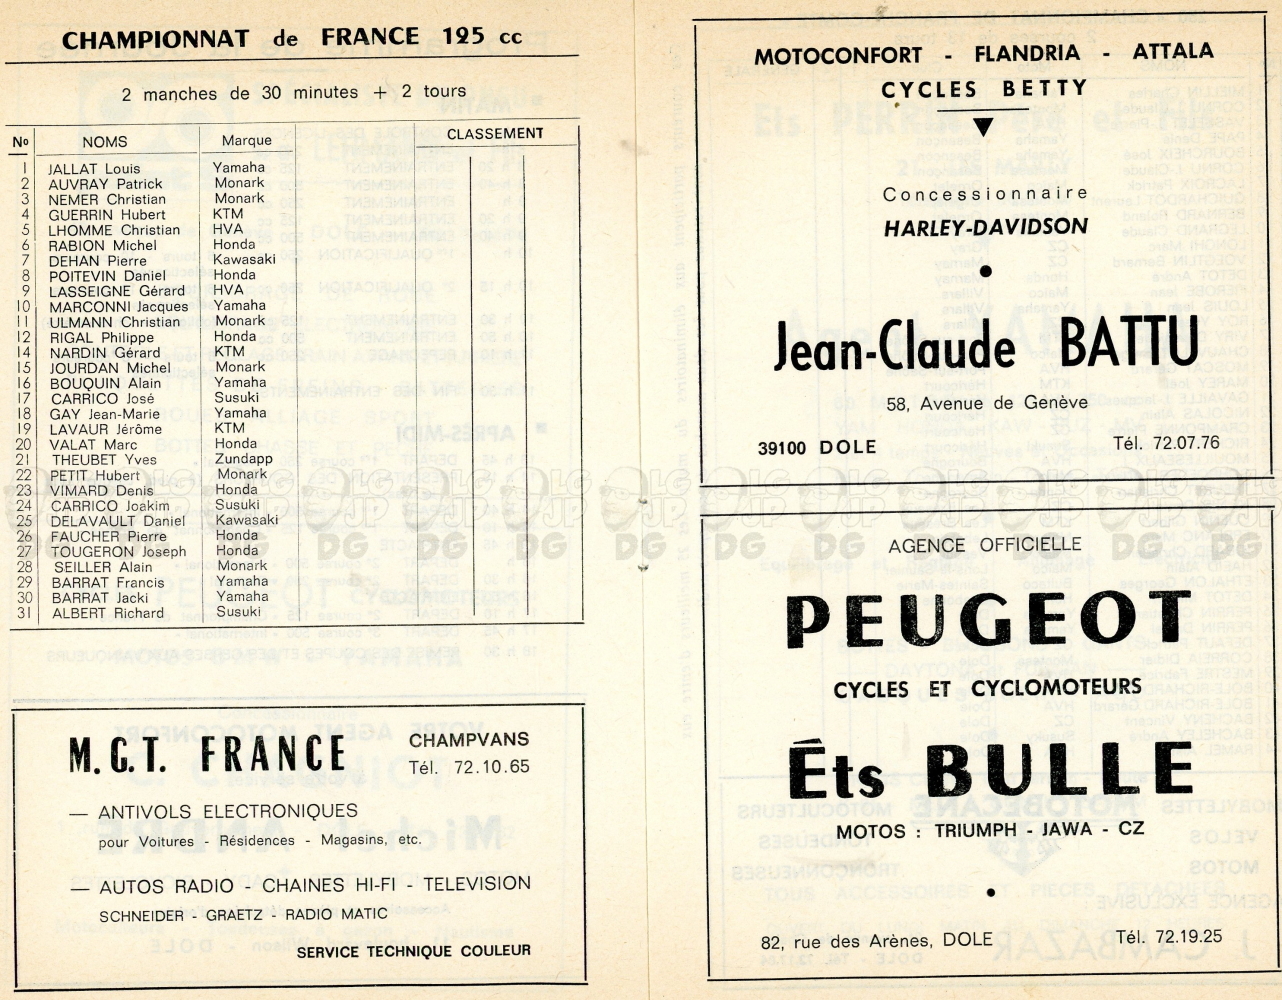 CHAMPIONNAT de FRANCE 125 cc
2 manches de 30 minutes + 2 tours
No NOMS Marque CLASSEMENT
1 JALLAT Louis Yamaha
2 AUVRAY Patrick Monark
3 NEMER Christian Monark
4 GUERRIN Hubert KTM
5 LHOMME Christian HVA
6 RABION Michel Honda
7 DEHAN Pierre Kawasaki
8 POITEVIN Daniel Honda
9 LASSEIGNE Gérard HVA
10 MARCONNI Jacques Yamaha
11 ULMANN Christian Monark
12 RIGAL Philippe Honda
14 NARDIN Gérard KTM
15 JOURDAN Michel Monark
16 BOUQUIN Alain Yamaha
17 CARRICO José Susuki
18 GAY Jean-Marie Yamaha
19 LAVAUR Jérôme KTM
20 VALAT Marc Honda
21 THEUBET Yves Zundapp
22 PETIT Hubert Monark
23 VIMARD Denis Honda
24 CARRICO Joakim Susuki
25 DELAVAULT Daniel Kawasaki
26 FAUCHER Pierre Honda
27 TOUGERON Joseph Honda
28 SEILLER Alain Monark
29 BARRAT Francis Yamaha
30 BARRAT Jacki Yamaha
31 ALBERT Richard Susuki
M.G.T. FRANCE CHAMPVANS
Tél. 72.10.65
— ANTIVOLS ELECTRONIQUES
pour Voitures - Résidences - Magasins, etc.
— AUTOS RADIO - CHAINES HI-FI - TELEVISION
SCHNEIDER - GRAETZ - RADIO MATIC
SERVICE TECHNIQUE COULEUR
MOTOCONFORT - FLANDRIA - ATTALA
CYCLES BETTY
Concessionnaire
HARLEY-DAVIDSON
Jean-Claude BATTU
58, Avenue de Genève
39100 DOLE Tél. 72.07.76
AGENCE OFFICIELLE
PEUGEOT
CYCLES ET CYCLOMOTEURS
Éts BULLE
MOTOS : TRIUMPH - JAWA - CZ
82, rue des Arènes, DOLE Tél. 72.19.25